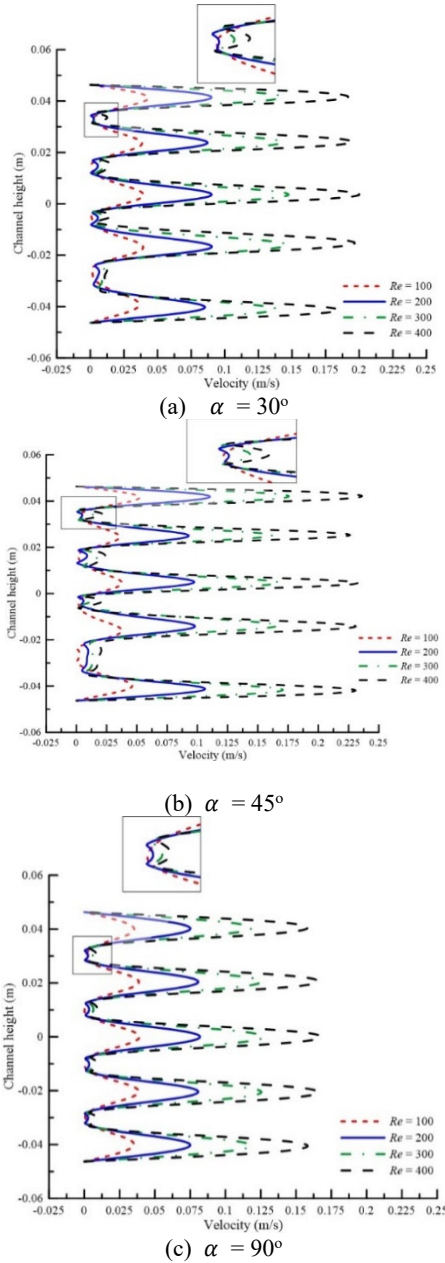 0.06
0.04
0.02
0
-0.02
-0.04
-0.06
Channel height (m)
Re = 100
Re = 200
Re = 300
Re = 400
-0.025 0 0.025 0.05 0.075 0.1 0.125 0.15 0.175 0.2 0.225 0.25
Velocity (m/s)
(a) α = 30°
0.06
0.04
0.02
0
-0.02
-0.04
-0.06
Channel height (m)
Re = 100
Re = 200
Re = 300
Re = 400
-0.025 0 0.025 0.05 0.075 0.1 0.125 0.15 0.175 0.2 0.225 0.25
Velocity (m/s)
(b) α = 45°
0.06
0.04
0.02
0
-0.02
-0.04
-0.06
Channel height (m)
Re = 100
Re = 200
Re = 300
Re = 400
-0.025 0 0.025 0.05 0.075 0.1 0.125 0.15 0.175 0.2 0.225 0.25
Velocity (m/s)
(c) α = 90°